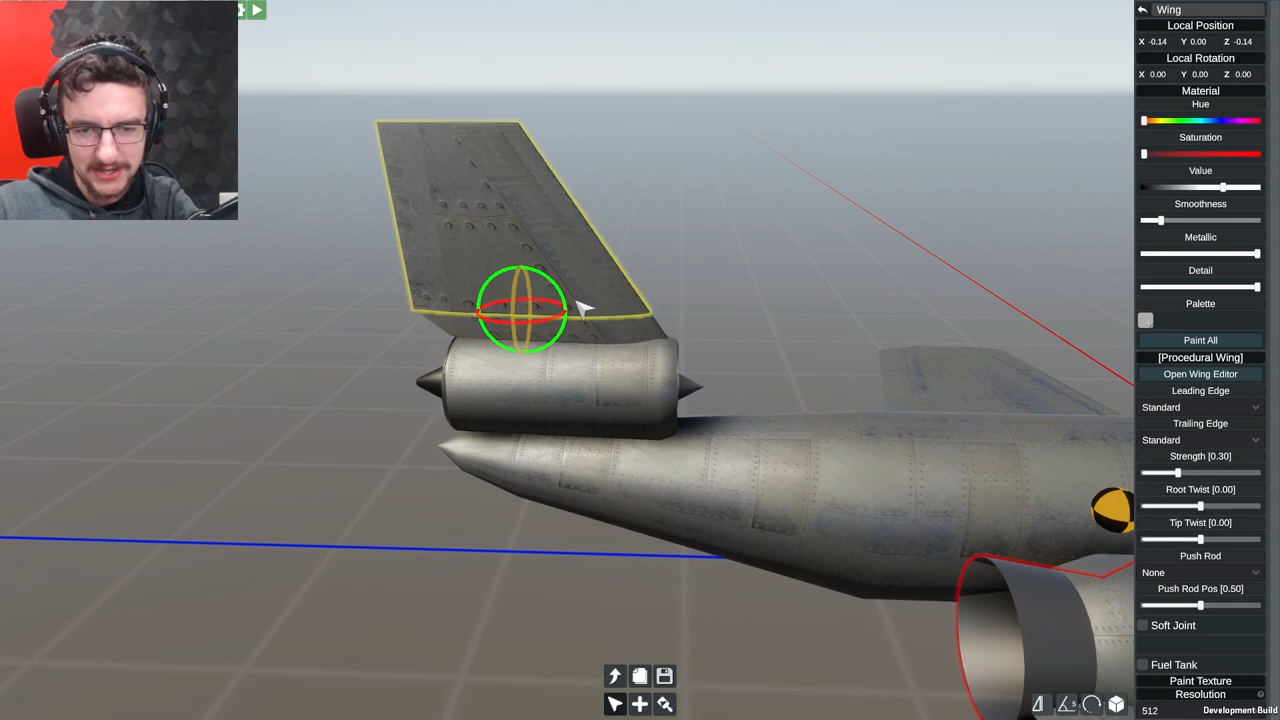 Wing
Local Position
X -0.14 Y 0.00 Z -0.14
Local Rotation
X 0.00 Y 0.00 Z 0.00
Material
Hue
Saturation
Value
Smoothness
Metallic
Detail
Palette
Paint All
[Procedural Wing]
Open Wing Editor
Leading Edge
Standard
Trailing Edge
Standard
Strength [0.30]
Root Twist [0.00]
Tip Twist [0.00]
Push Rod
None
Push Rod Pos [0.50]
Soft Joint
Fuel Tank
Paint Texture
Resolution
512
Development Build